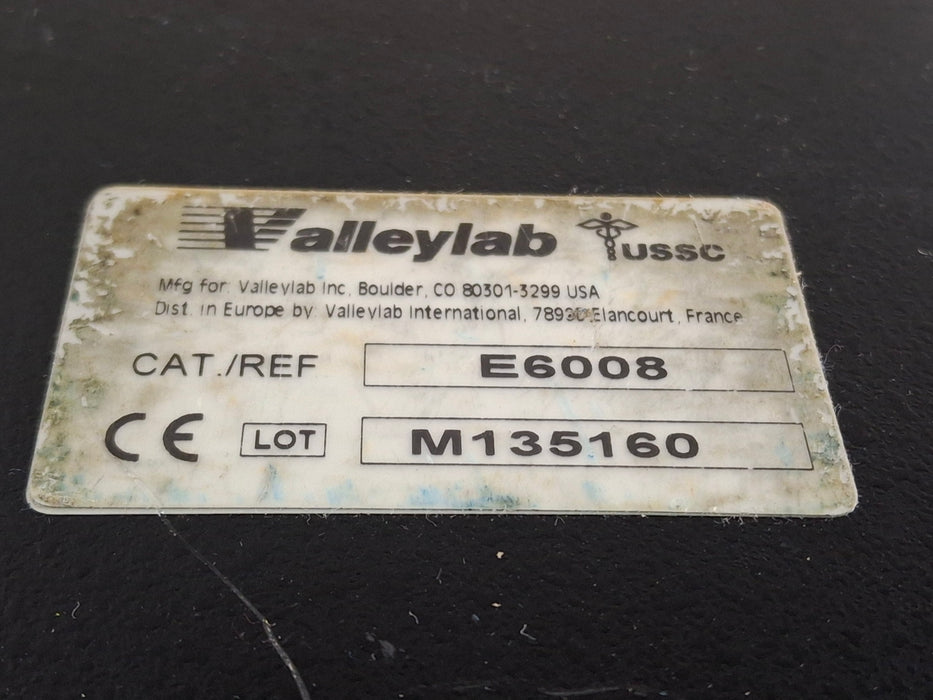 Valleylab USSC
Mfg for: Valleylab Inc, Boulder, CO 80301-3299 USA
Dist. in Europe by: Valleylab International, Elancourt, France
CAT./REF E6008
CE LOT M135160